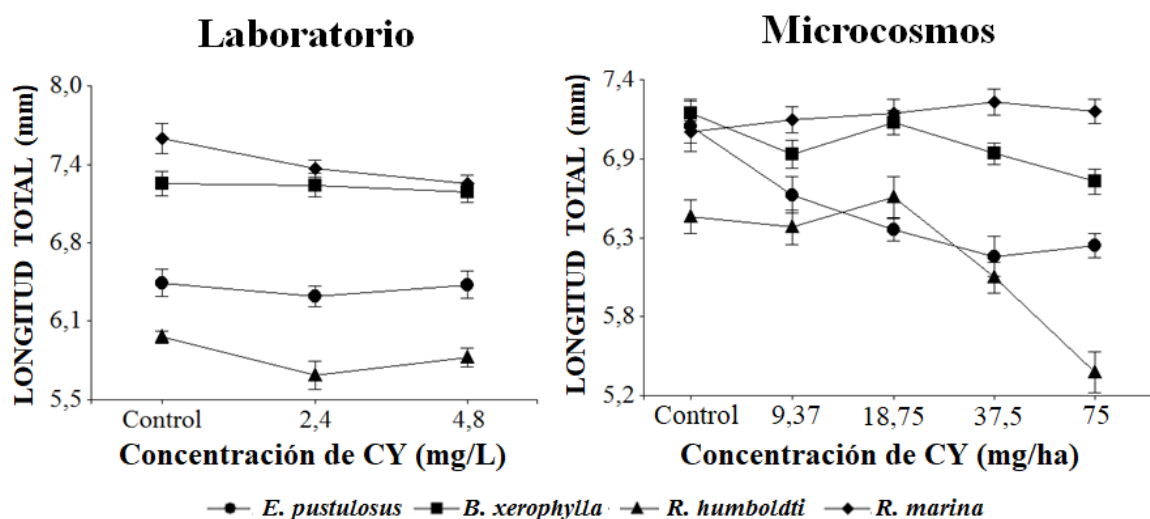 Laboratorio
LONGITUD TOTAL (mm)
8,0
7,4
6,8
6,1
5,5
Control 2,4 4,8
Concentración de CY (mg/L)
Microcosmos
LONGITUD TOTAL (mm)
7,4
6,9
6,3
5,8
5,2
Control 9,37 18,75 37,5 75
Concentración de CY (mg/ha)
E. pustulosus B. xerophylla R. humboldti R. marina